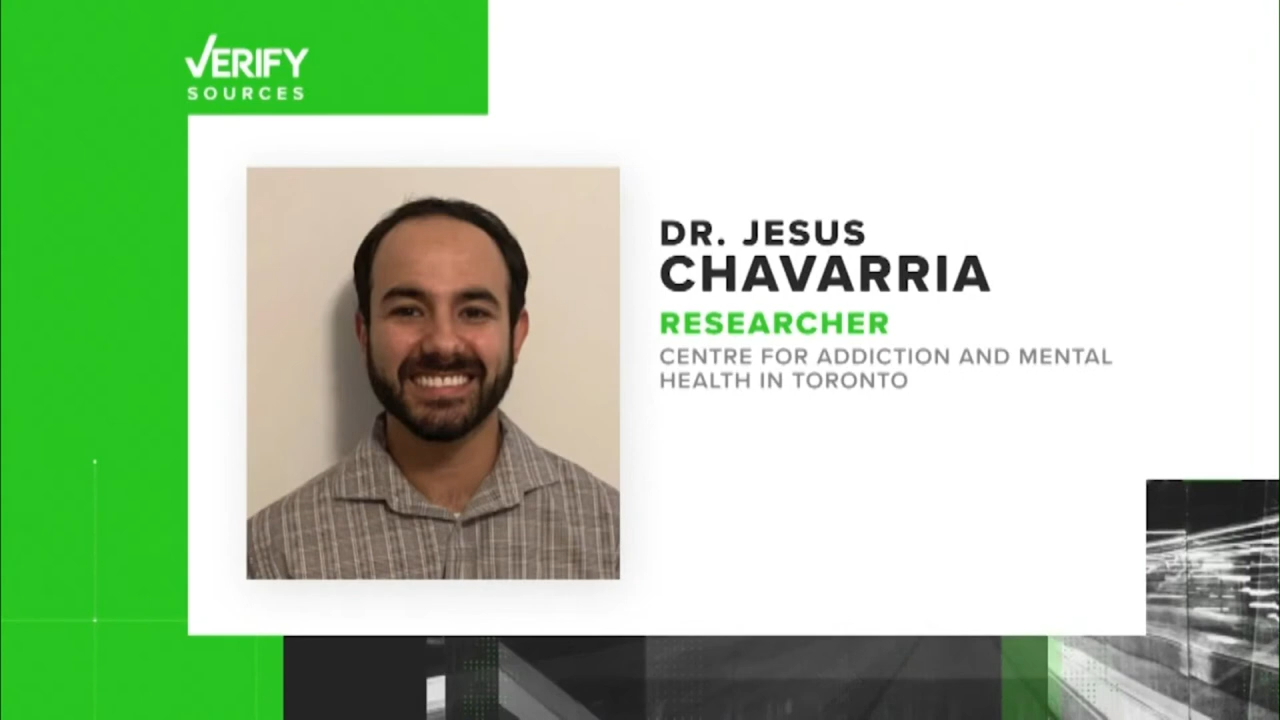 VERIFY
SOURCES
DR. JESUS
CHAVARRIA
RESEARCHER
CENTRE FOR ADDICTION AND MENTAL
HEALTH IN TORONTO